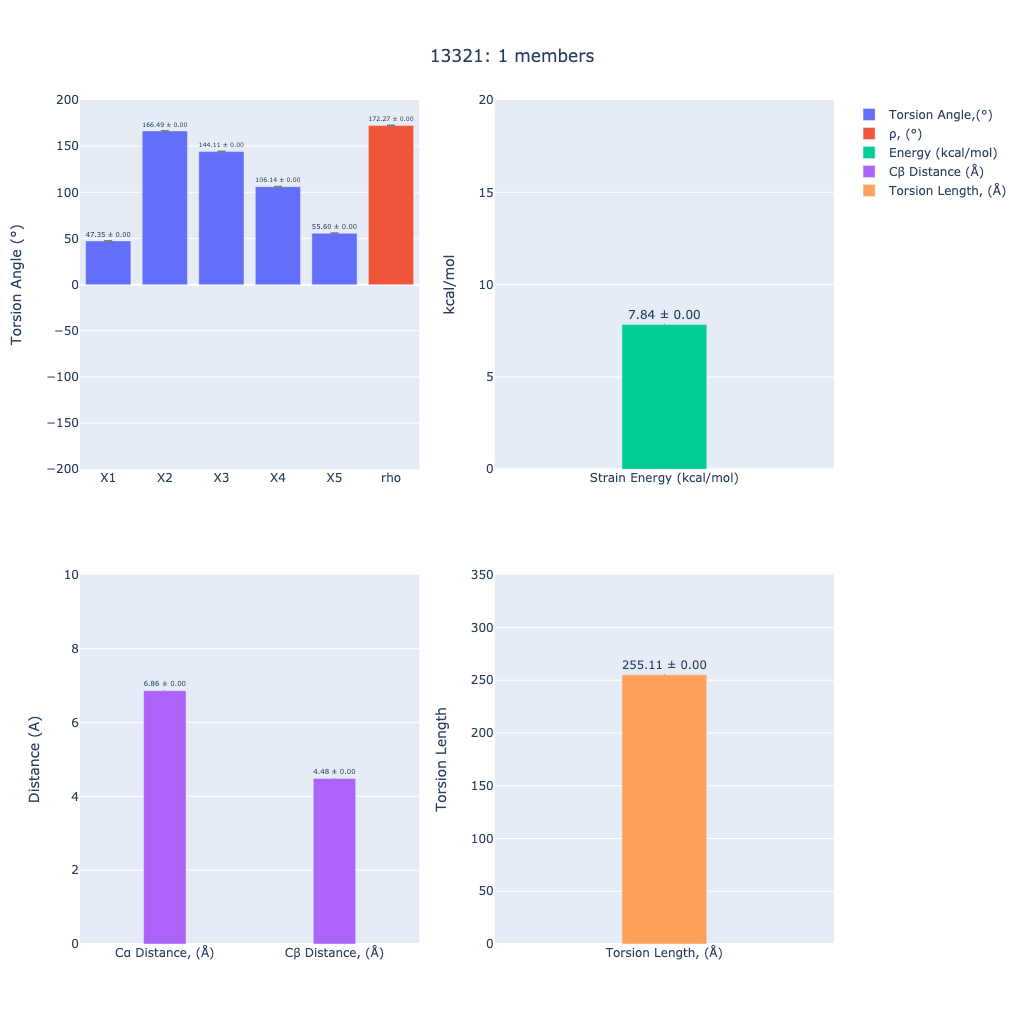 13321: 1 members
Torsion Angle (°)
200
150
100
50
0
−50
−100
−150
−200
47.35 ± 0.00
166.49 ± 0.00
144.11 ± 0.00
106.14 ± 0.00
55.60 ± 0.00
172.27 ± 0.00
X1 X2 X3 X4 X5 rho
kcal/mol
20
15
10
5
0
7.84 ± 0.00
Strain Energy (kcal/mol)
Torsion Angle,(°)
ρ, (°)
Energy (kcal/mol)
Cβ Distance (Å)
Torsion Length, (Å)
Distance (A)
10
8
6
4
2
0
6.86 ± 0.00
4.48 ± 0.00
Cα Distance, (Å) Cβ Distance, (Å)
Torsion Length
350
300
250
200
150
100
50
0
255.11 ± 0.00
Torsion Length, (Å)